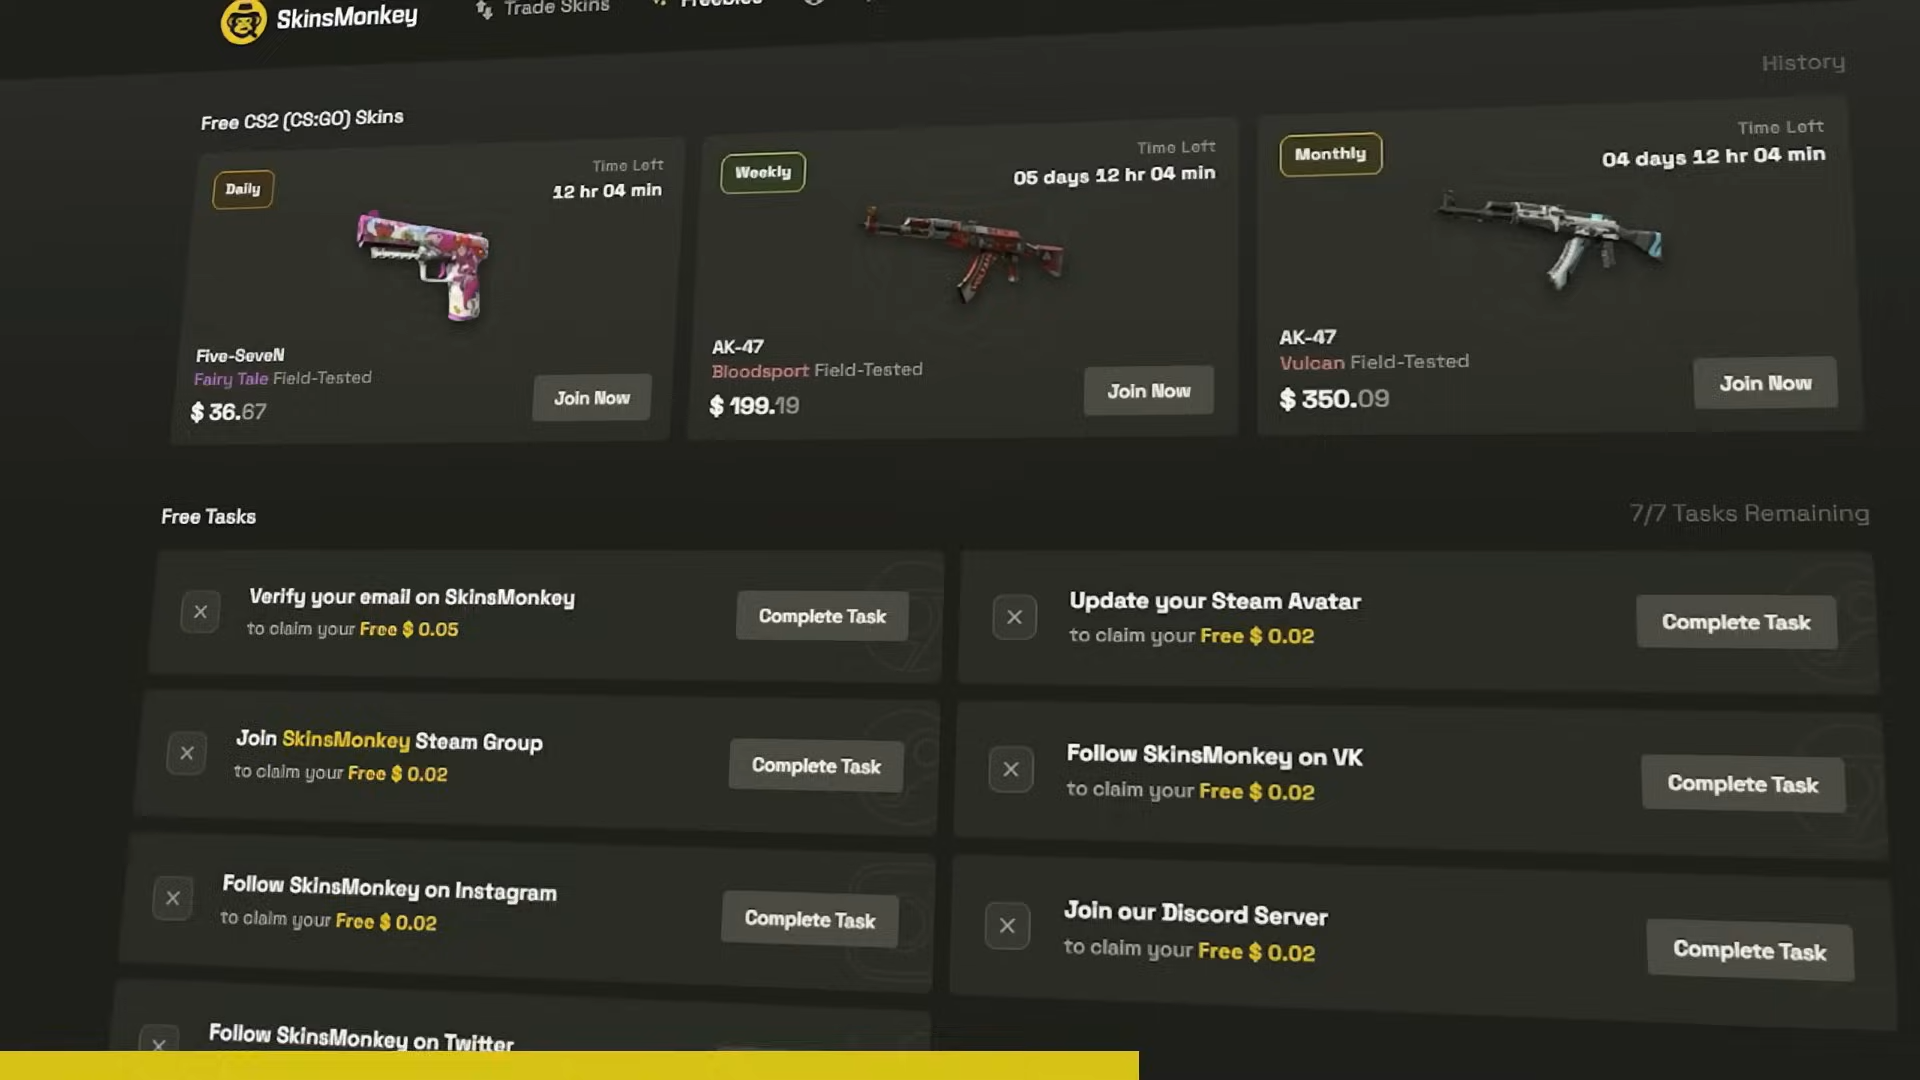 SkinsMonkey
Trade Skins
Freebies
History
Free CS2 (CS:GO) Skins
Daily
Time Left
12 hr 04 min
Five-SeveN
Fairy Tale Field-Tested
$ 36.67
Join Now
Weekly
Time Left
05 days 12 hr 04 min
AK-47
Bloodsport Field-Tested
$ 199.19
Join Now
Monthly
Time Left
04 days 12 hr 04 min
AK-47
Vulcan Field-Tested
$ 350.09
Join Now
Free Tasks
7/7 Tasks Remaining
Verify your email on SkinsMonkey
to claim your Free $ 0.05
Complete Task
Update your Steam Avatar
to claim your Free $ 0.02
Complete Task
Join SkinsMonkey Steam Group
to claim your Free $ 0.02
Complete Task
Follow SkinsMonkey on VK
to claim your Free $ 0.02
Complete Task
Follow SkinsMonkey on Instagram
to claim your Free $ 0.02
Complete Task
Join our Discord Server
to claim your Free $ 0.02
Complete Task
Follow SkinsMonkey on Twitter